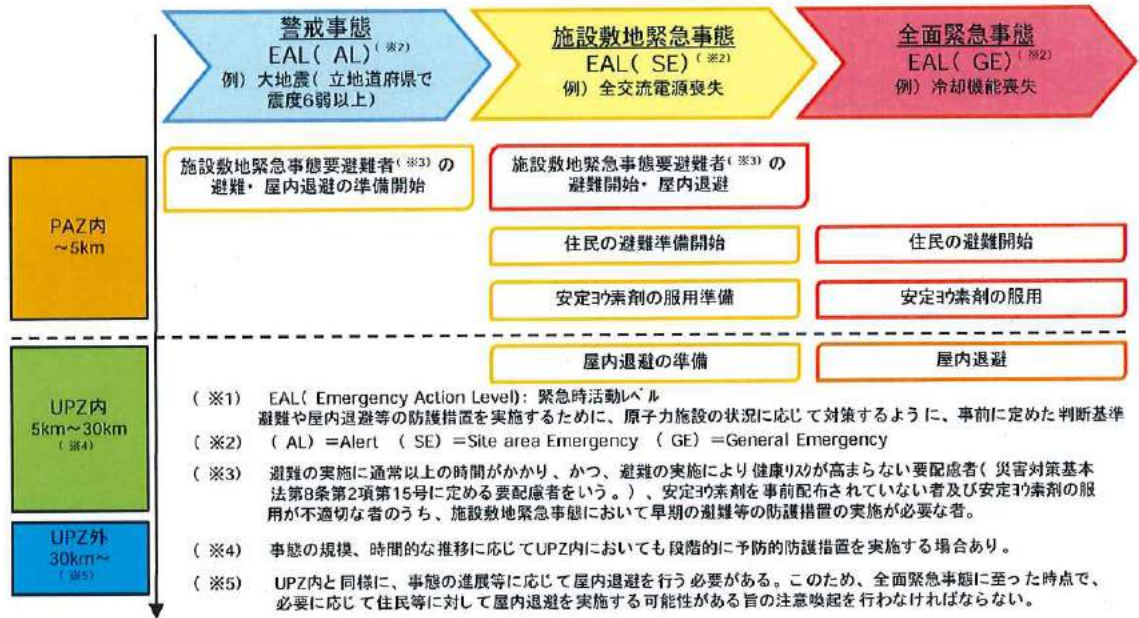 警戒事態
EAL( AL)(※2)
例) 大地震( 立地道府県で
震度6弱以上)
施設敷地緊急事態
EAL( SE)(※2)
例) 全交流電源喪失
全面緊急事態
EAL( GE)(※2)
例) 冷却機能喪失
PAZ内
～5km
施設敷地緊急事態要避難者(※3)の
避難・屋内退避の準備開始
施設敷地緊急事態要避難者(※3)の
避難開始・屋内退避
住民の避難準備開始
住民の避難開始
安定ヨウ素剤の服用準備
安定ヨウ素剤の服用
屋内退避の準備
屋内退避
UPZ内
5km～30km
(※4)
(※1) EAL( Emergency Action Level): 緊急時活動レベル
避難や屋内退避等の防護措置を実施するために、原子力施設の状況に応じて対策するように、事前に定めた判断基準
(※2) ( AL) =Alert ( SE) =Site area Emergency ( GE) =General Emergency
(※3) 避難の実施に通常以上の時間がかかり、かつ、避難の実施により健康リスクが高まらない要配慮者( 災害対策基本
法第8条第2項第15号に定める要配慮者をいう。)、安定ヨウ素剤を事前配布されていない者及び安定ヨウ素剤の服
用が不適切な者のうち、施設敷地緊急事態において早期の避難等の防護措置の実施が必要な者。
UPZ外
30km～
(※5)
(※4) 事態の規模、時間的な推移に応じてUPZ内においても段階的に予防的防護措置を実施する場合あり。
(※5) UPZ内と同様に、事態の進展等に応じて屋内退避を行う必要がある。このため、全面緊急事態に至った時点で、
必要に応じて住民等に対して屋内退避を実施する可能性がある旨の注意喚起を行わなければならない。